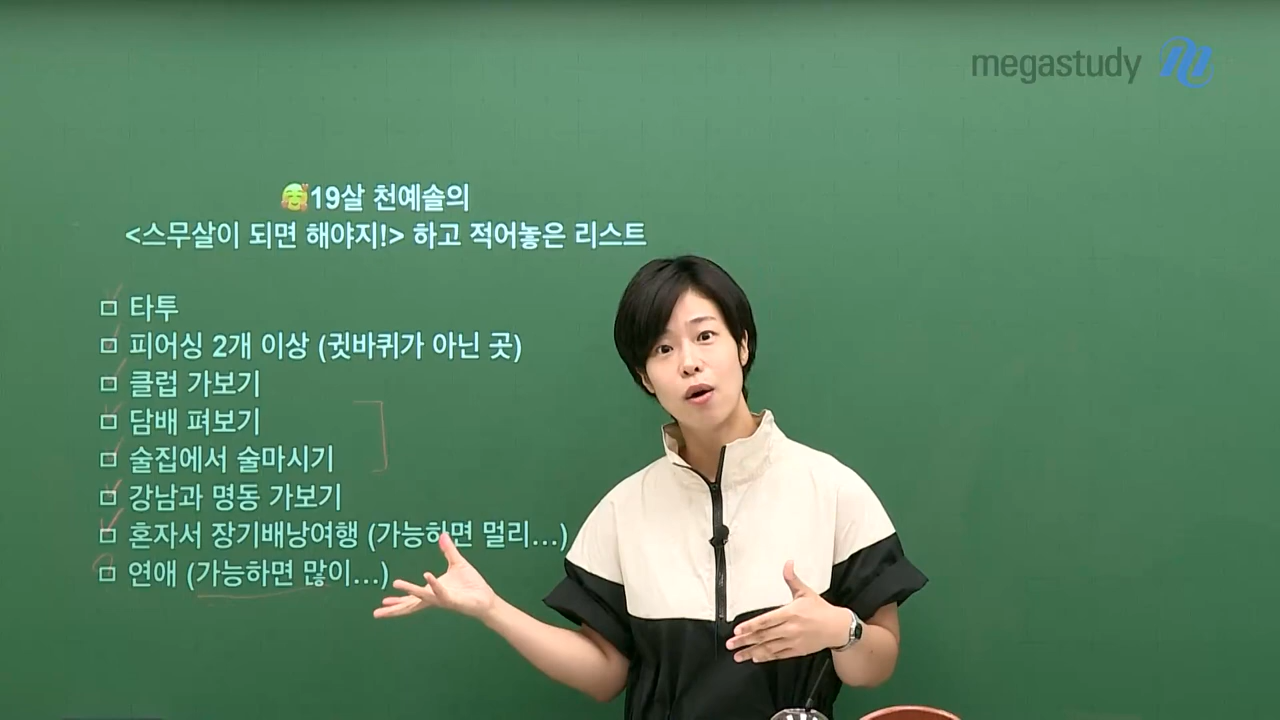 megastudy
🥰19살 천예솔의
<스무살이 되면 해야지!> 하고 적어놓은 리스트
□ 타투
□ 피어싱 2개 이상 (귓바퀴가 아닌 곳)
□ 클럽 가보기
□ 담배 펴보기
□ 술집에서 술마시기
□ 강남과 명동 가보기
□ 혼자서 장기배낭여행 (가능하면 멀리...)
□ 연애 (가능하면 많이...)